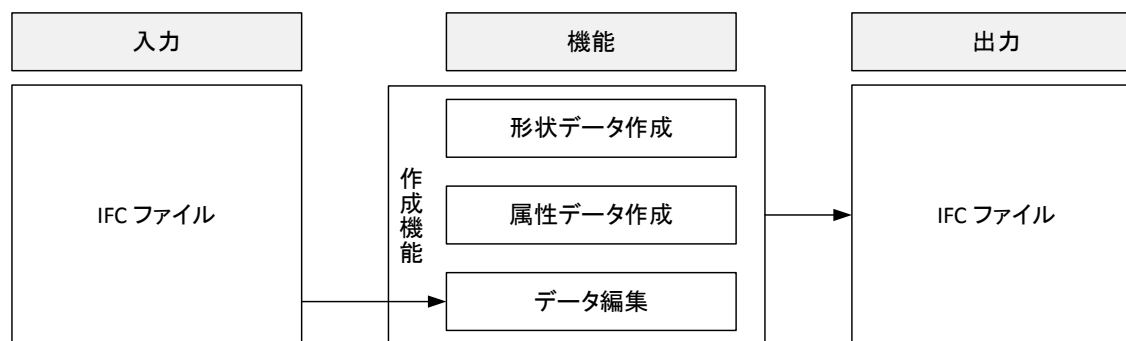 入力
機能
出力
IFC ファイル
作成機能
形状データ作成
属性データ作成
データ編集
IFC ファイル